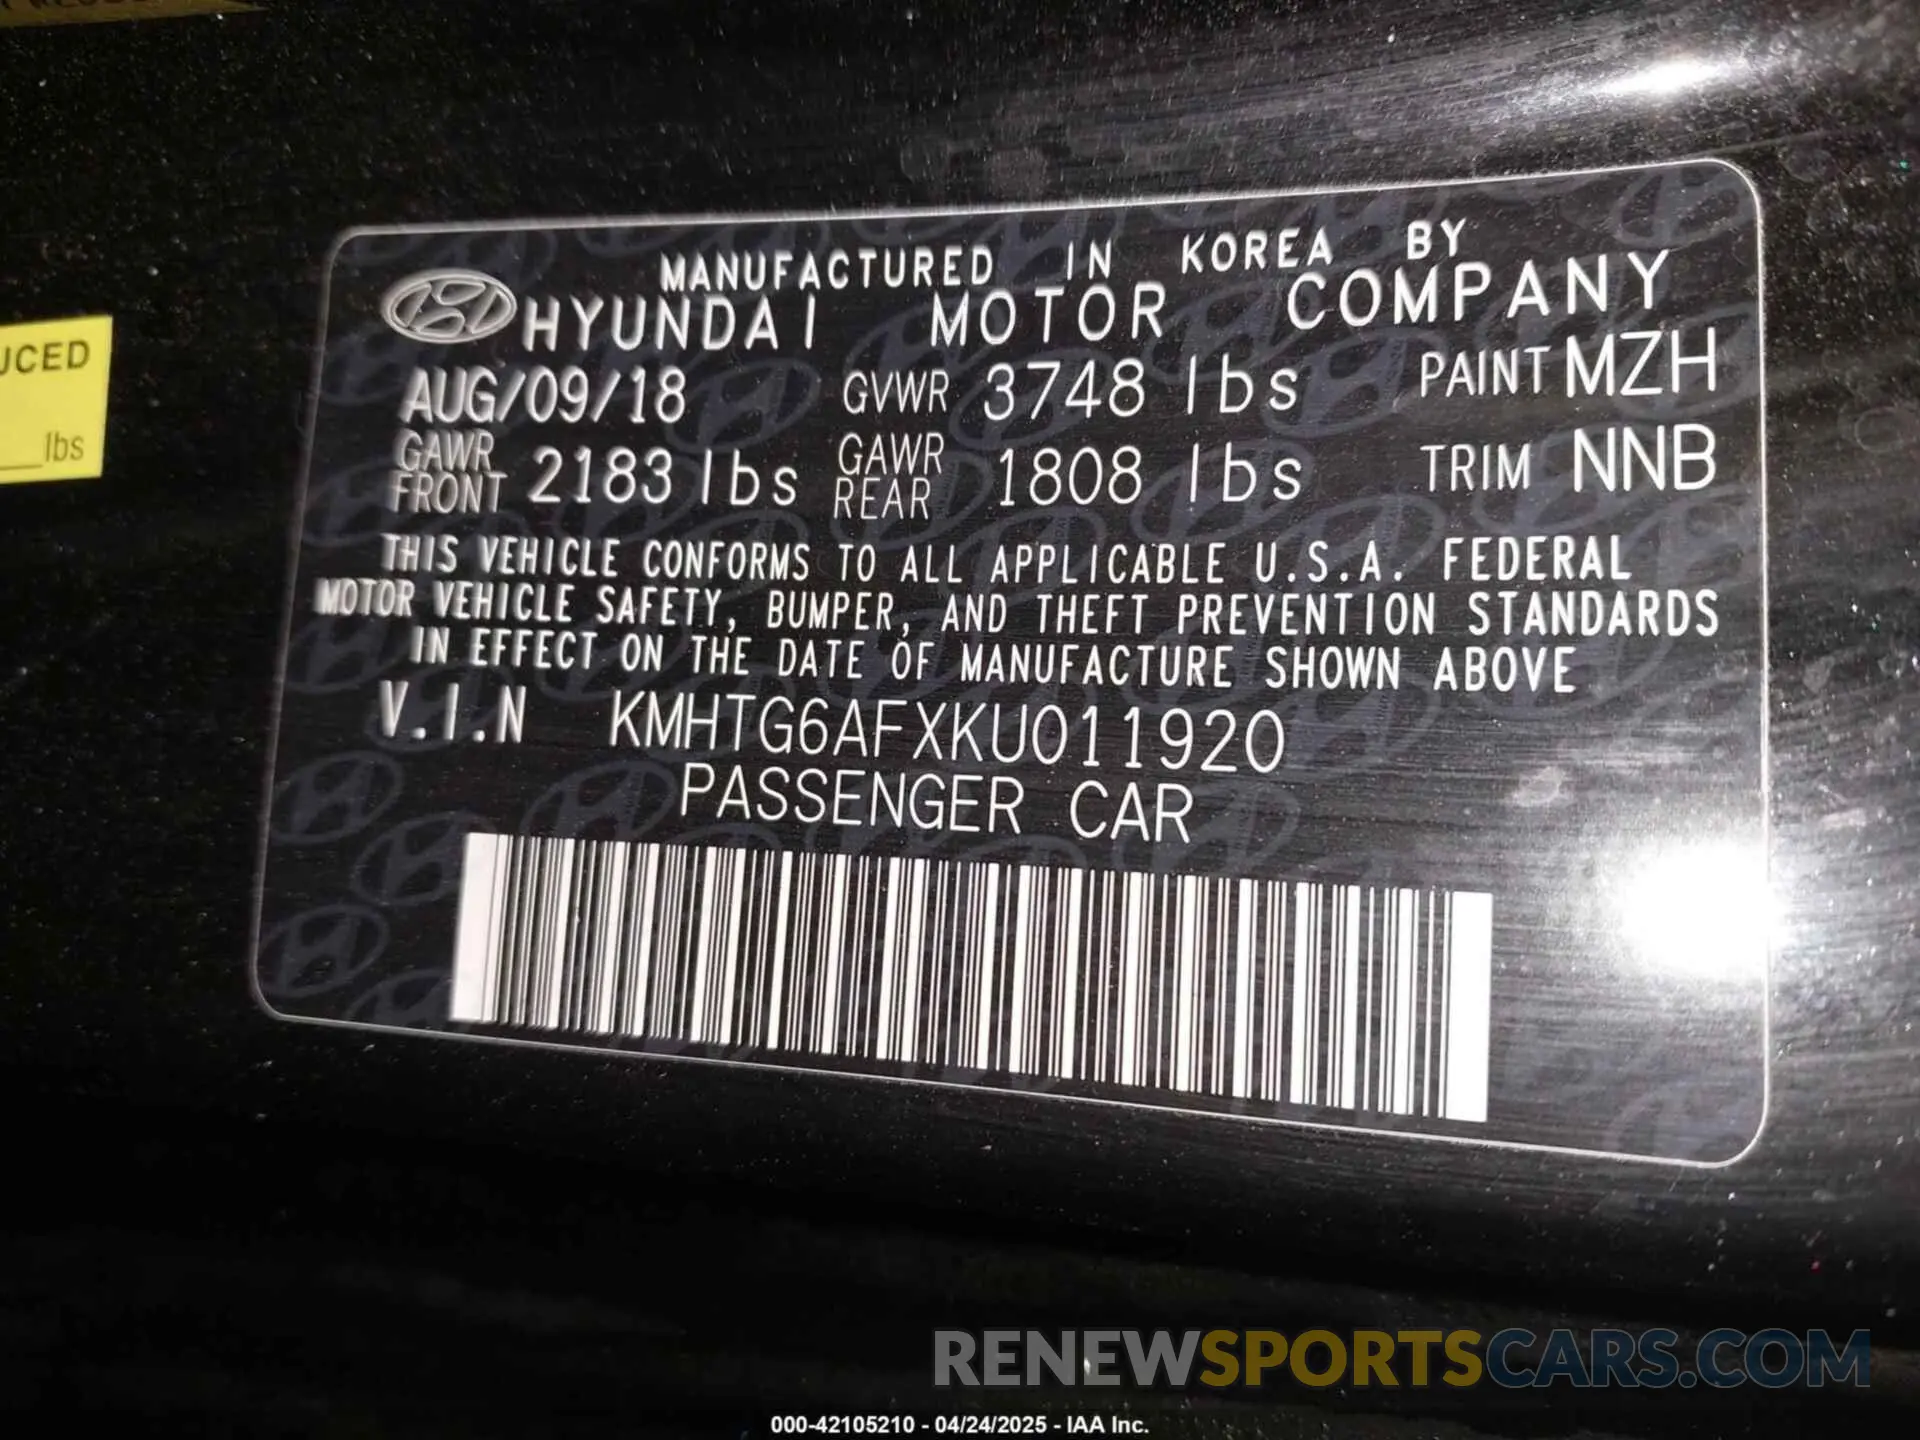 MANUFACTURED IN KOREA BY
HYUNDAI MOTOR COMPANY
AUG/09/18 GVWR 3748 lbs PAINT MZH
GAWR FRONT 2183 lbs GAWR REAR 1808 lbs TRIM NNB
THIS VEHICLE CONFORMS TO ALL APPLICABLE U.S.A. FEDERAL
MOTOR VEHICLE SAFETY, BUMPER, AND THEFT PREVENTION STANDARDS
IN EFFECT ON THE DATE OF MANUFACTURE SHOWN ABOVE
V.I.N KMHTG6AFXKU011920
PASSENGER CAR
UCED
lbs
RENEWSPORTSCARS.COM
000-42105210 - 04/24/2025 - IAA Inc.